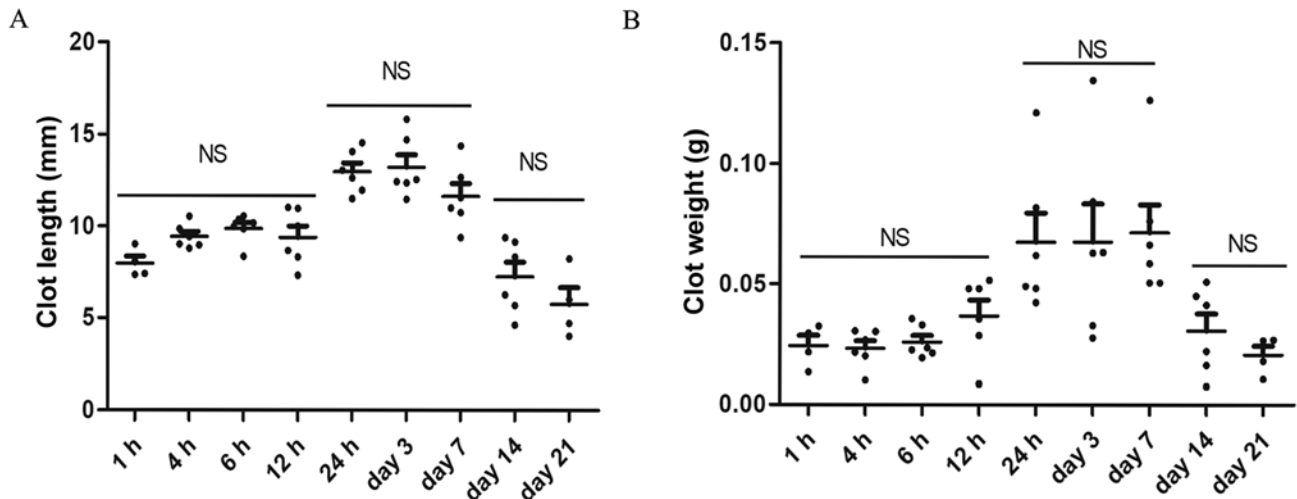 A
Clot length (mm)
20
15
10
5
0
NS
NS
NS
1 h
4 h
6 h
12 h
24 h
day 3
day 7
day 14
day 21
B
Clot weight (g)
0.15
0.10
0.05
0.00
NS
NS
NS
1 h
4 h
6 h
12 h
24 h
day 3
day 7
day 14
day 21